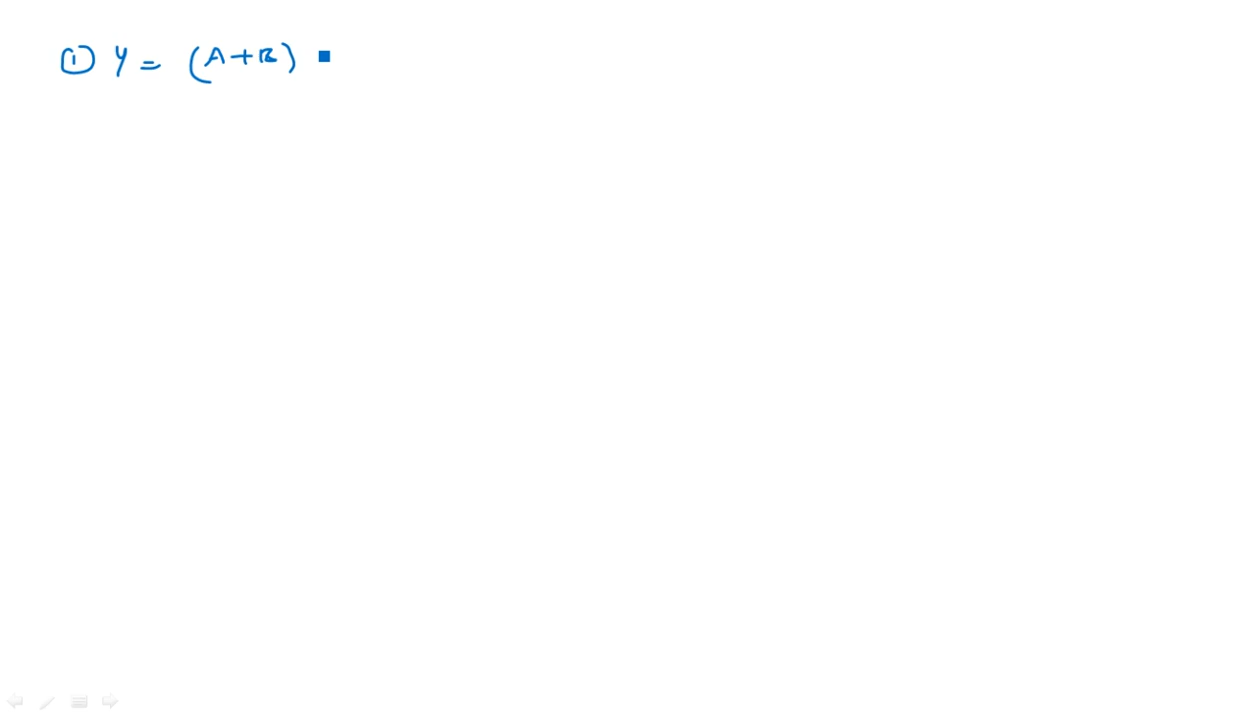 ① Y = (A+B)